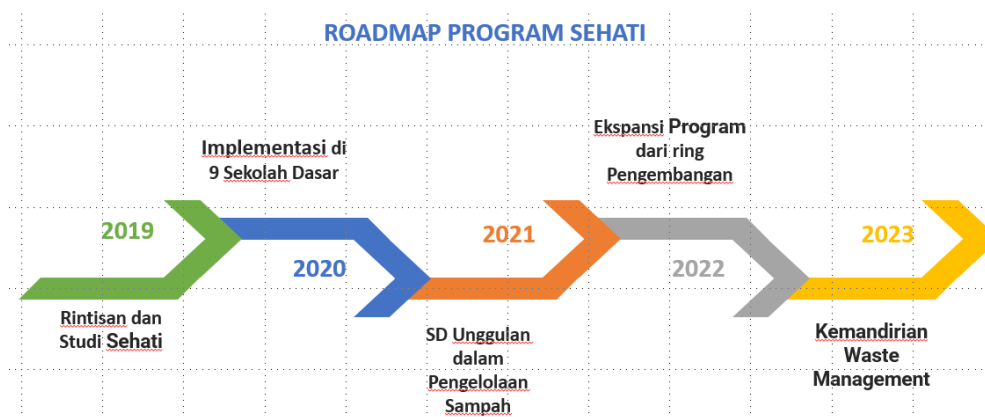 ROADMAP PROGRAM SEHATI
2019
Rintisan dan
Studi Sehati
Implementasi di
9 Sekolah Dasar
2020
2021
SD Unggulan
dalam
Pengelolaan
Sampah
Ekspansi Program
dari ring
Pengembangan
2022
2023
Kemandirian
Waste
Management